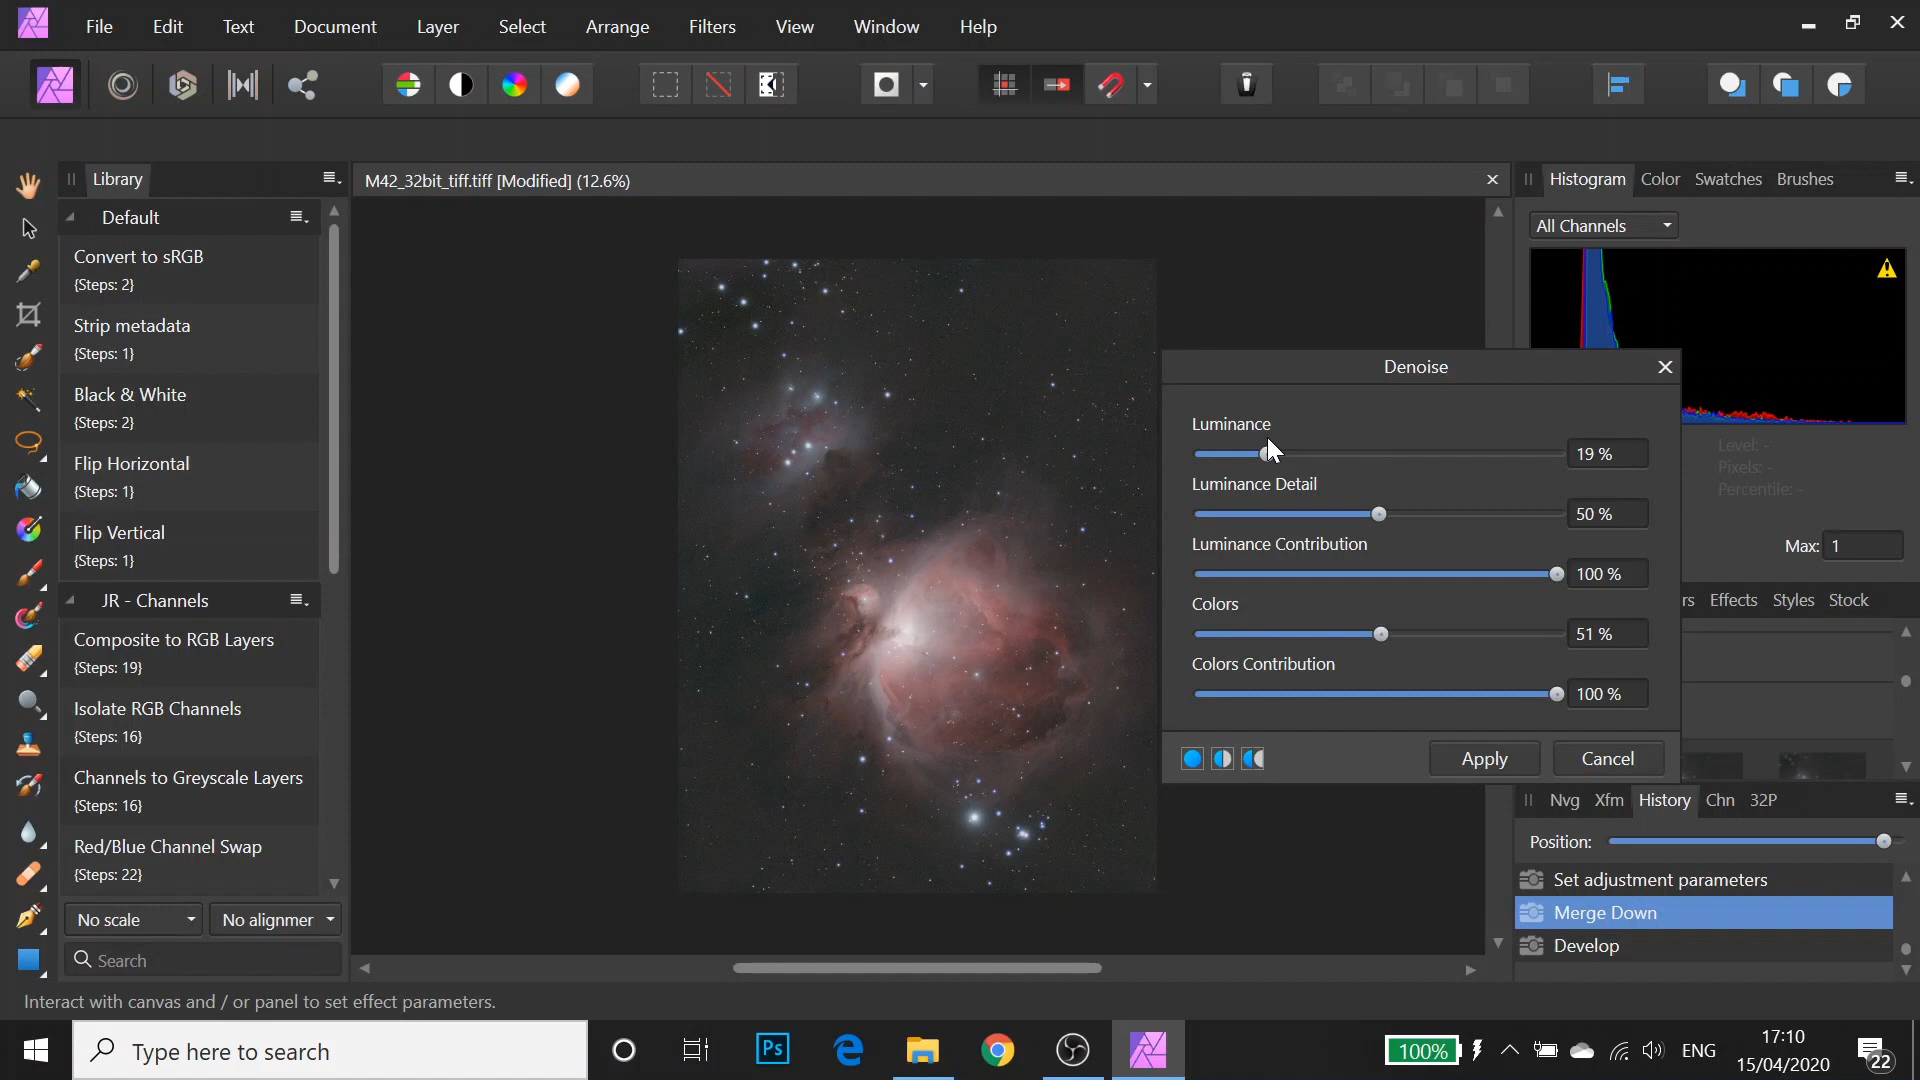 File Edit Text Document Layer Select Arrange Filters View Window Help
Library
M42_32bit_tiff.tiff [Modified] (12.6%)
Histogram Color Swatches Brushes
Default
Convert to sRGB
{Steps: 2}
Strip metadata
{Steps: 1}
Black & White
{Steps: 2}
Flip Horizontal
{Steps: 1}
Flip Vertical
{Steps: 1}
JR - Channels
Composite to RGB Layers
{Steps: 19}
Isolate RGB Channels
{Steps: 16}
Channels to Greyscale Layers
{Steps: 16}
Red/Blue Channel Swap
{Steps: 22}
No scale No alignmer
Search
All Channels
Denoise
Luminance
19 %
Luminance Detail
50 %
Luminance Contribution
100 %
Colors
51 %
Colors Contribution
100 %
Apply Cancel
Level: -
Pixels: -
Percentile: -
Max: 1
rs Effects Styles Stock
Nvg Xfm History Chn 32P
Position:
Set adjustment parameters
Merge Down
Develop
Interact with canvas and / or panel to set effect parameters.
Type here to search
Ps
100%
ENG
17:10
15/04/2020
22